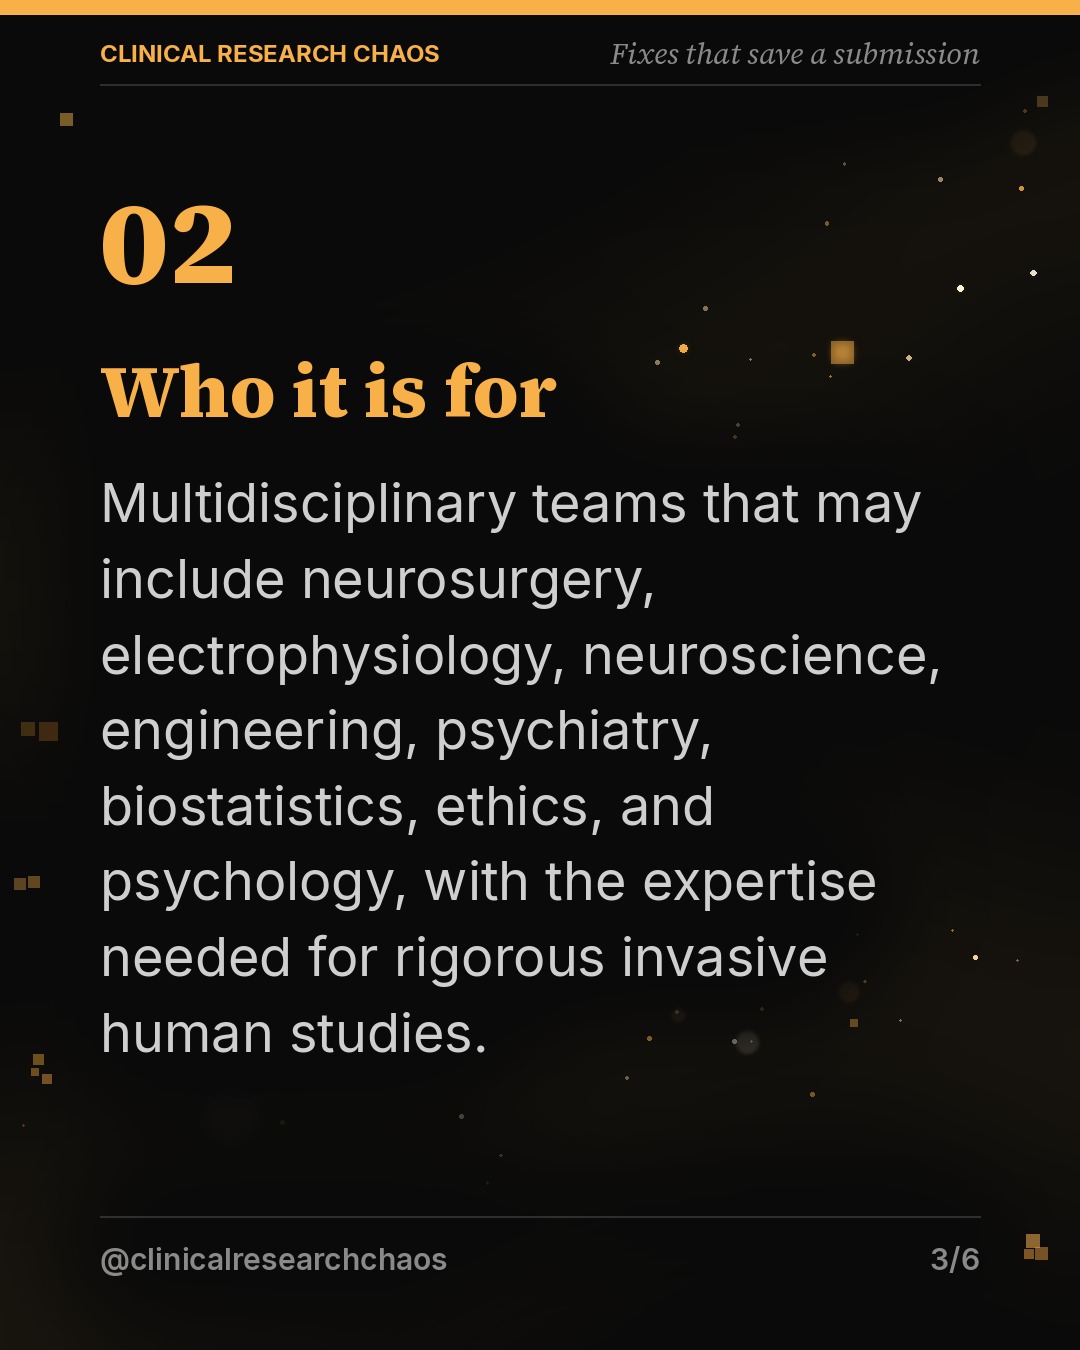 CLINICAL RESEARCH CHAOS
Fixes that save a submission
02
Who it is for
Multidisciplinary teams that may
include neurosurgery,
electrophysiology, neuroscience,
engineering, psychiatry,
biostatistics, ethics, and
psychology, with the expertise
needed for rigorous invasive
human studies.
@clinicalresearchchaos
3/6